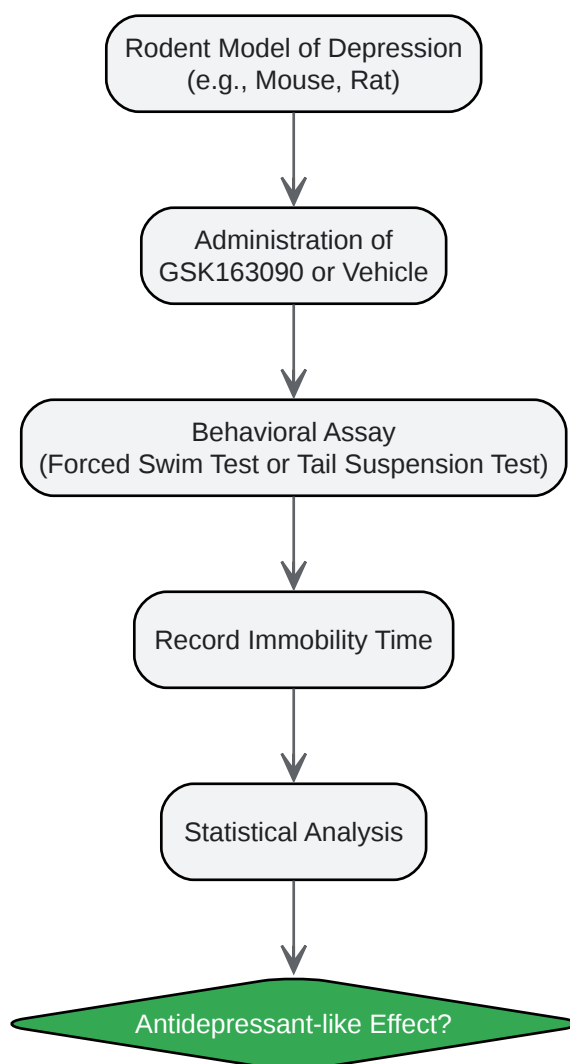 Rodent Model of Depression
(e.g., Mouse, Rat)
Administration of
GSK163090 or Vehicle
Behavioral Assay
(Forced Swim Test or Tail Suspension Test)
Record Immobility Time
Statistical Analysis
Antidepressant-like Effect?